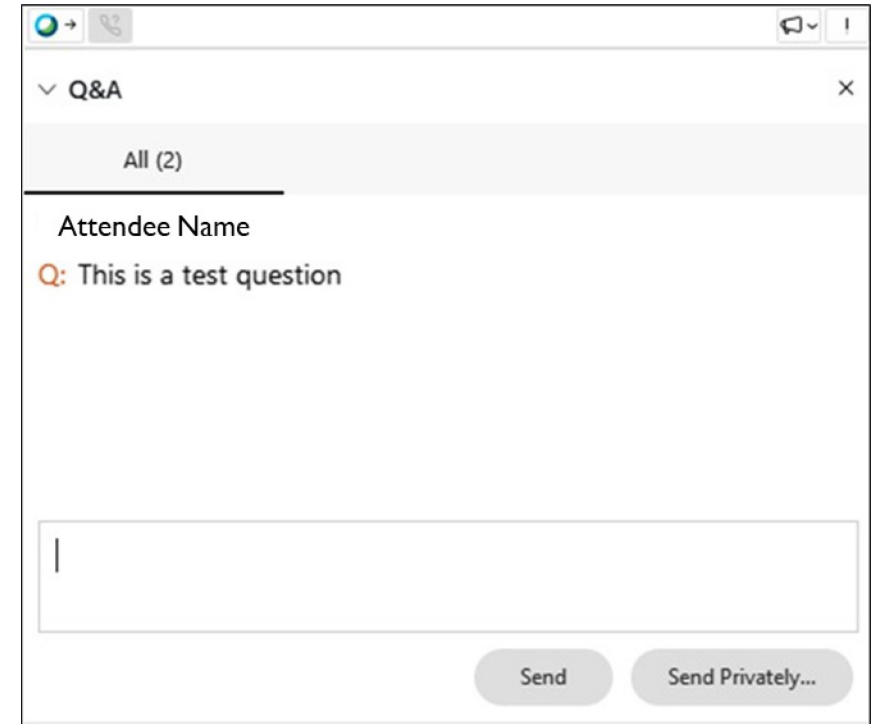 Q&A
All (2)
Attendee Name
Q: This is a test question
Send
Send Privately...